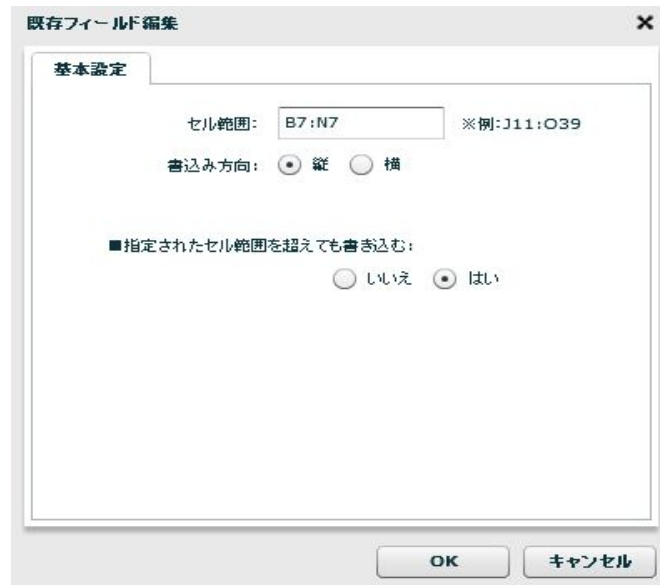 既存フィールド編集
基本設定
セル範囲: B7:N7 ※例:J11:O39
書込み方向: 縦 横
■指定されたセル範囲を超えても書き込む:
いいえ はい
OK キャンセル